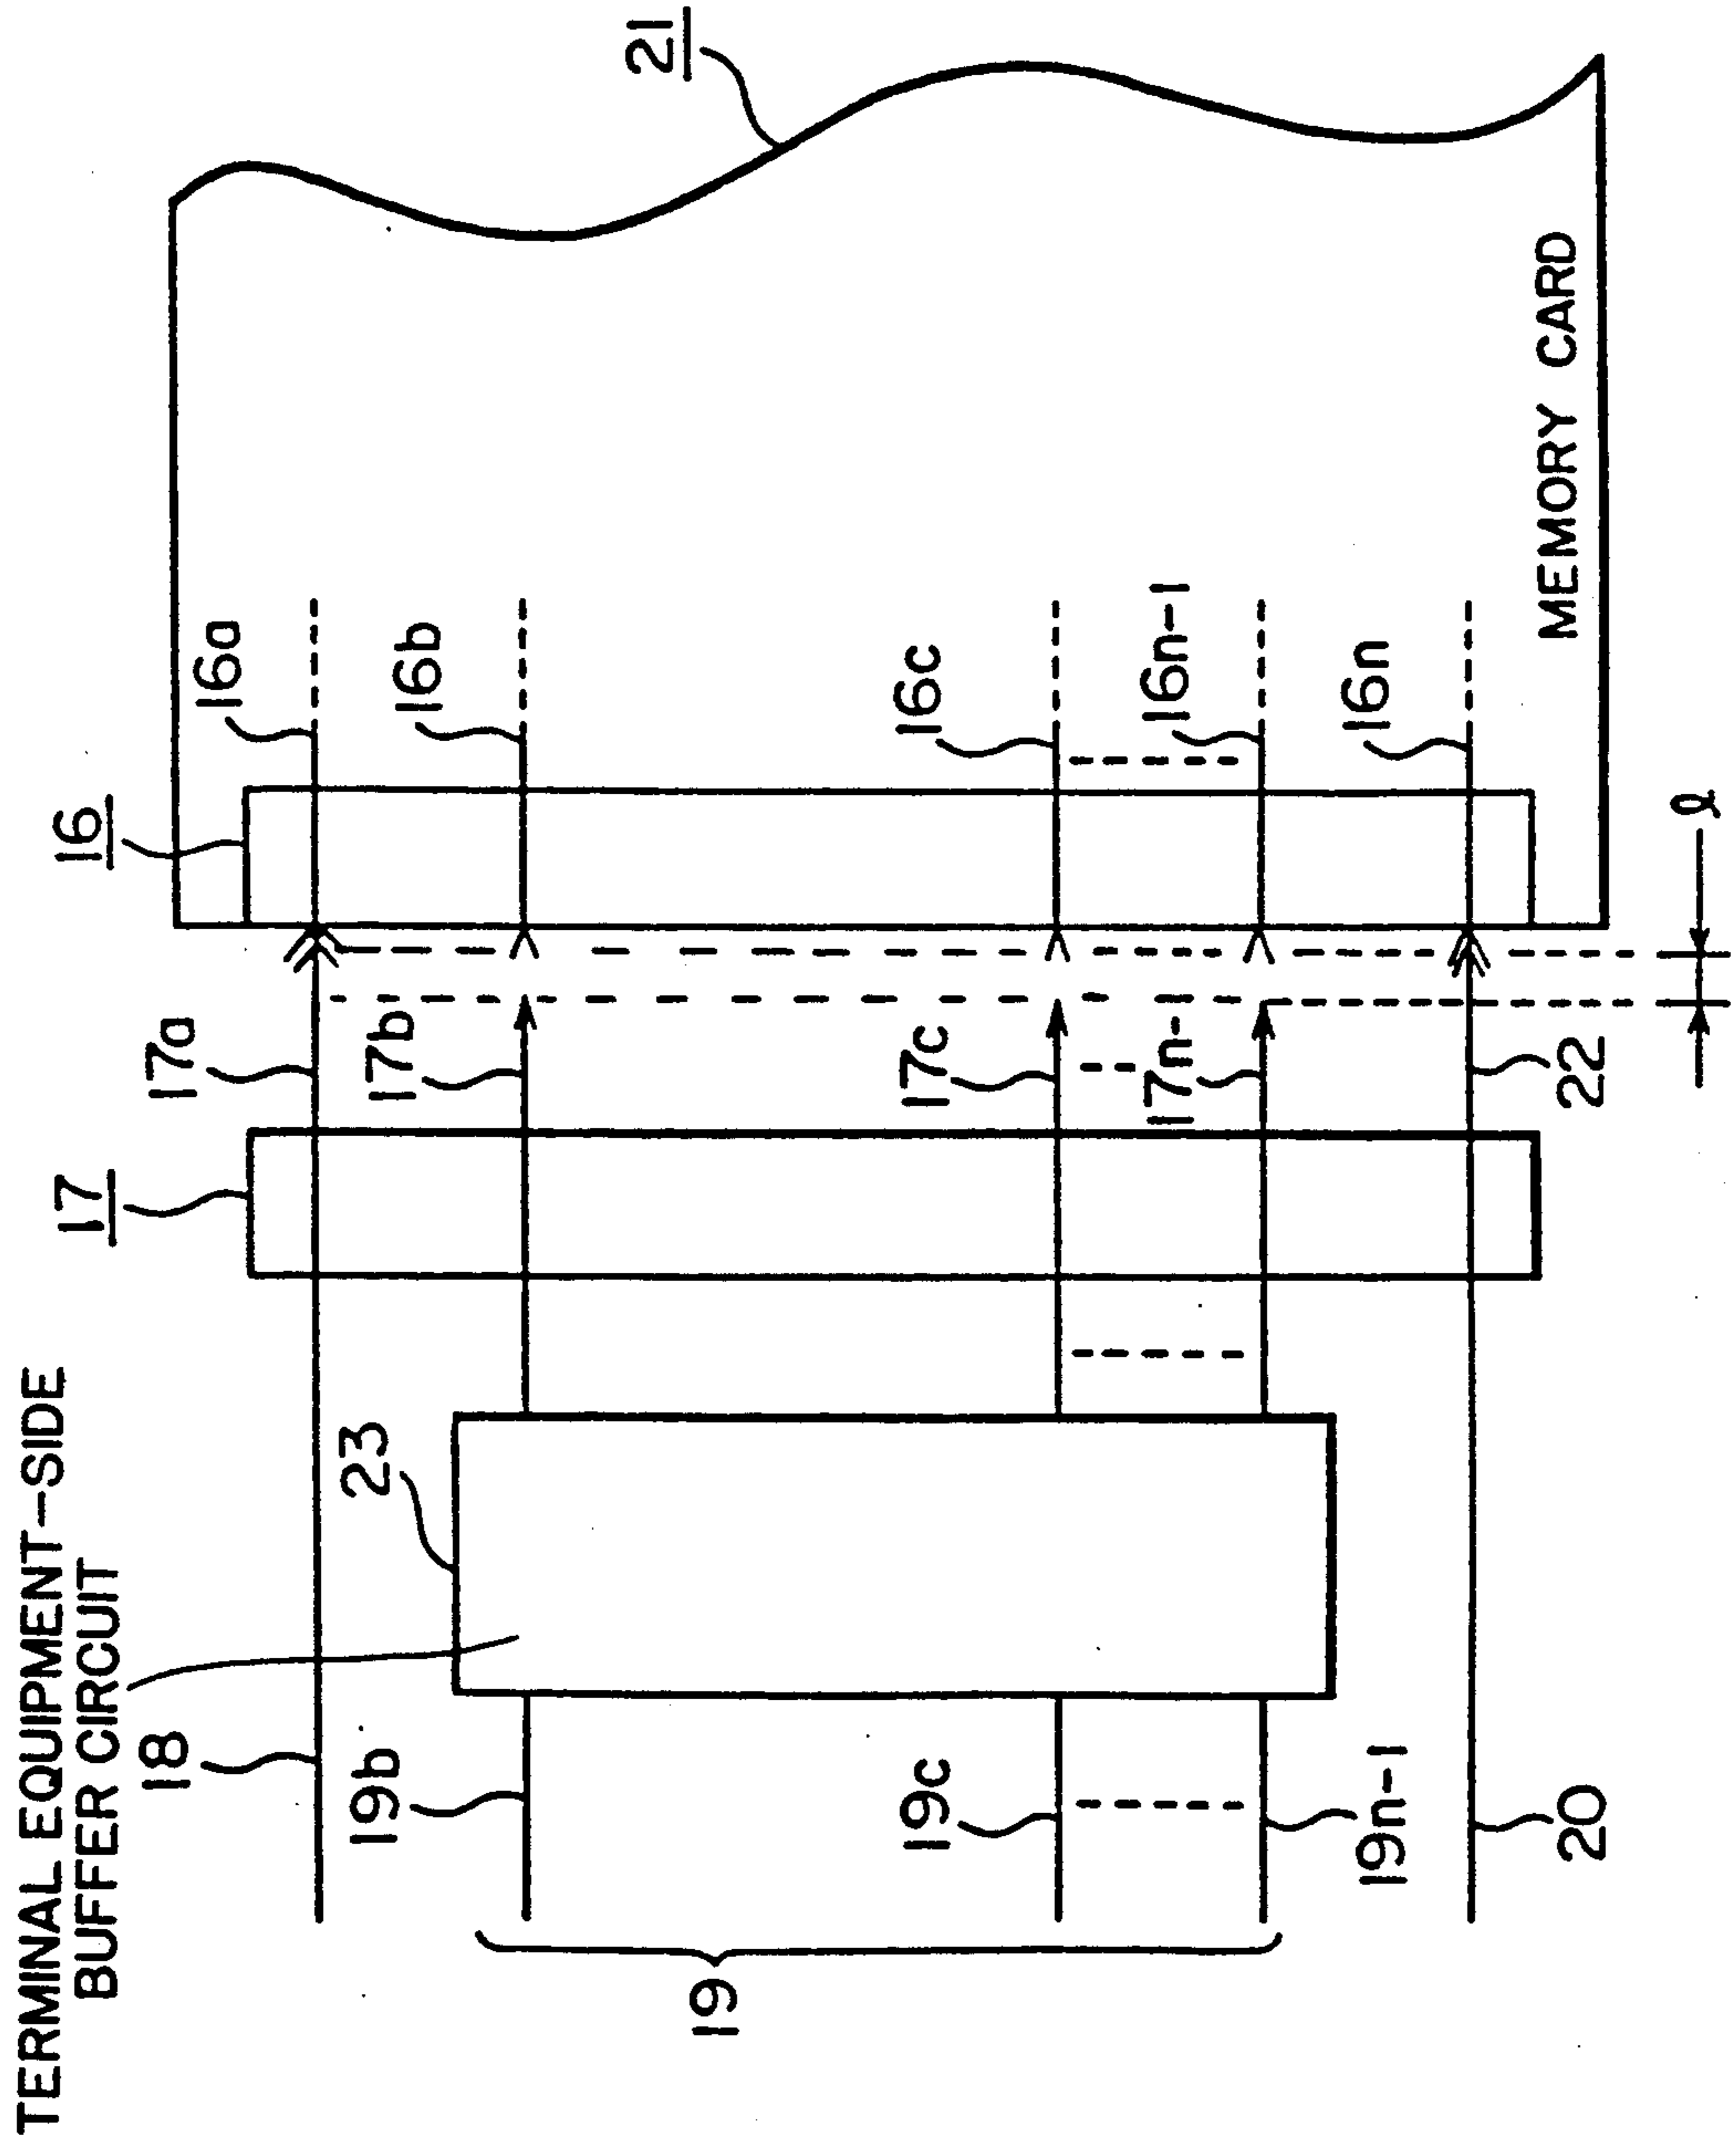 TERMINAL EQUIPMENT-SIDE
BUFFER CIRCUIT
18
23
17
17a
16
16a
21
19b
17b
16b
19
19c
17c
16c
19n-1
17n-
16n-1
20
22
16n
MEMORY CARD
l